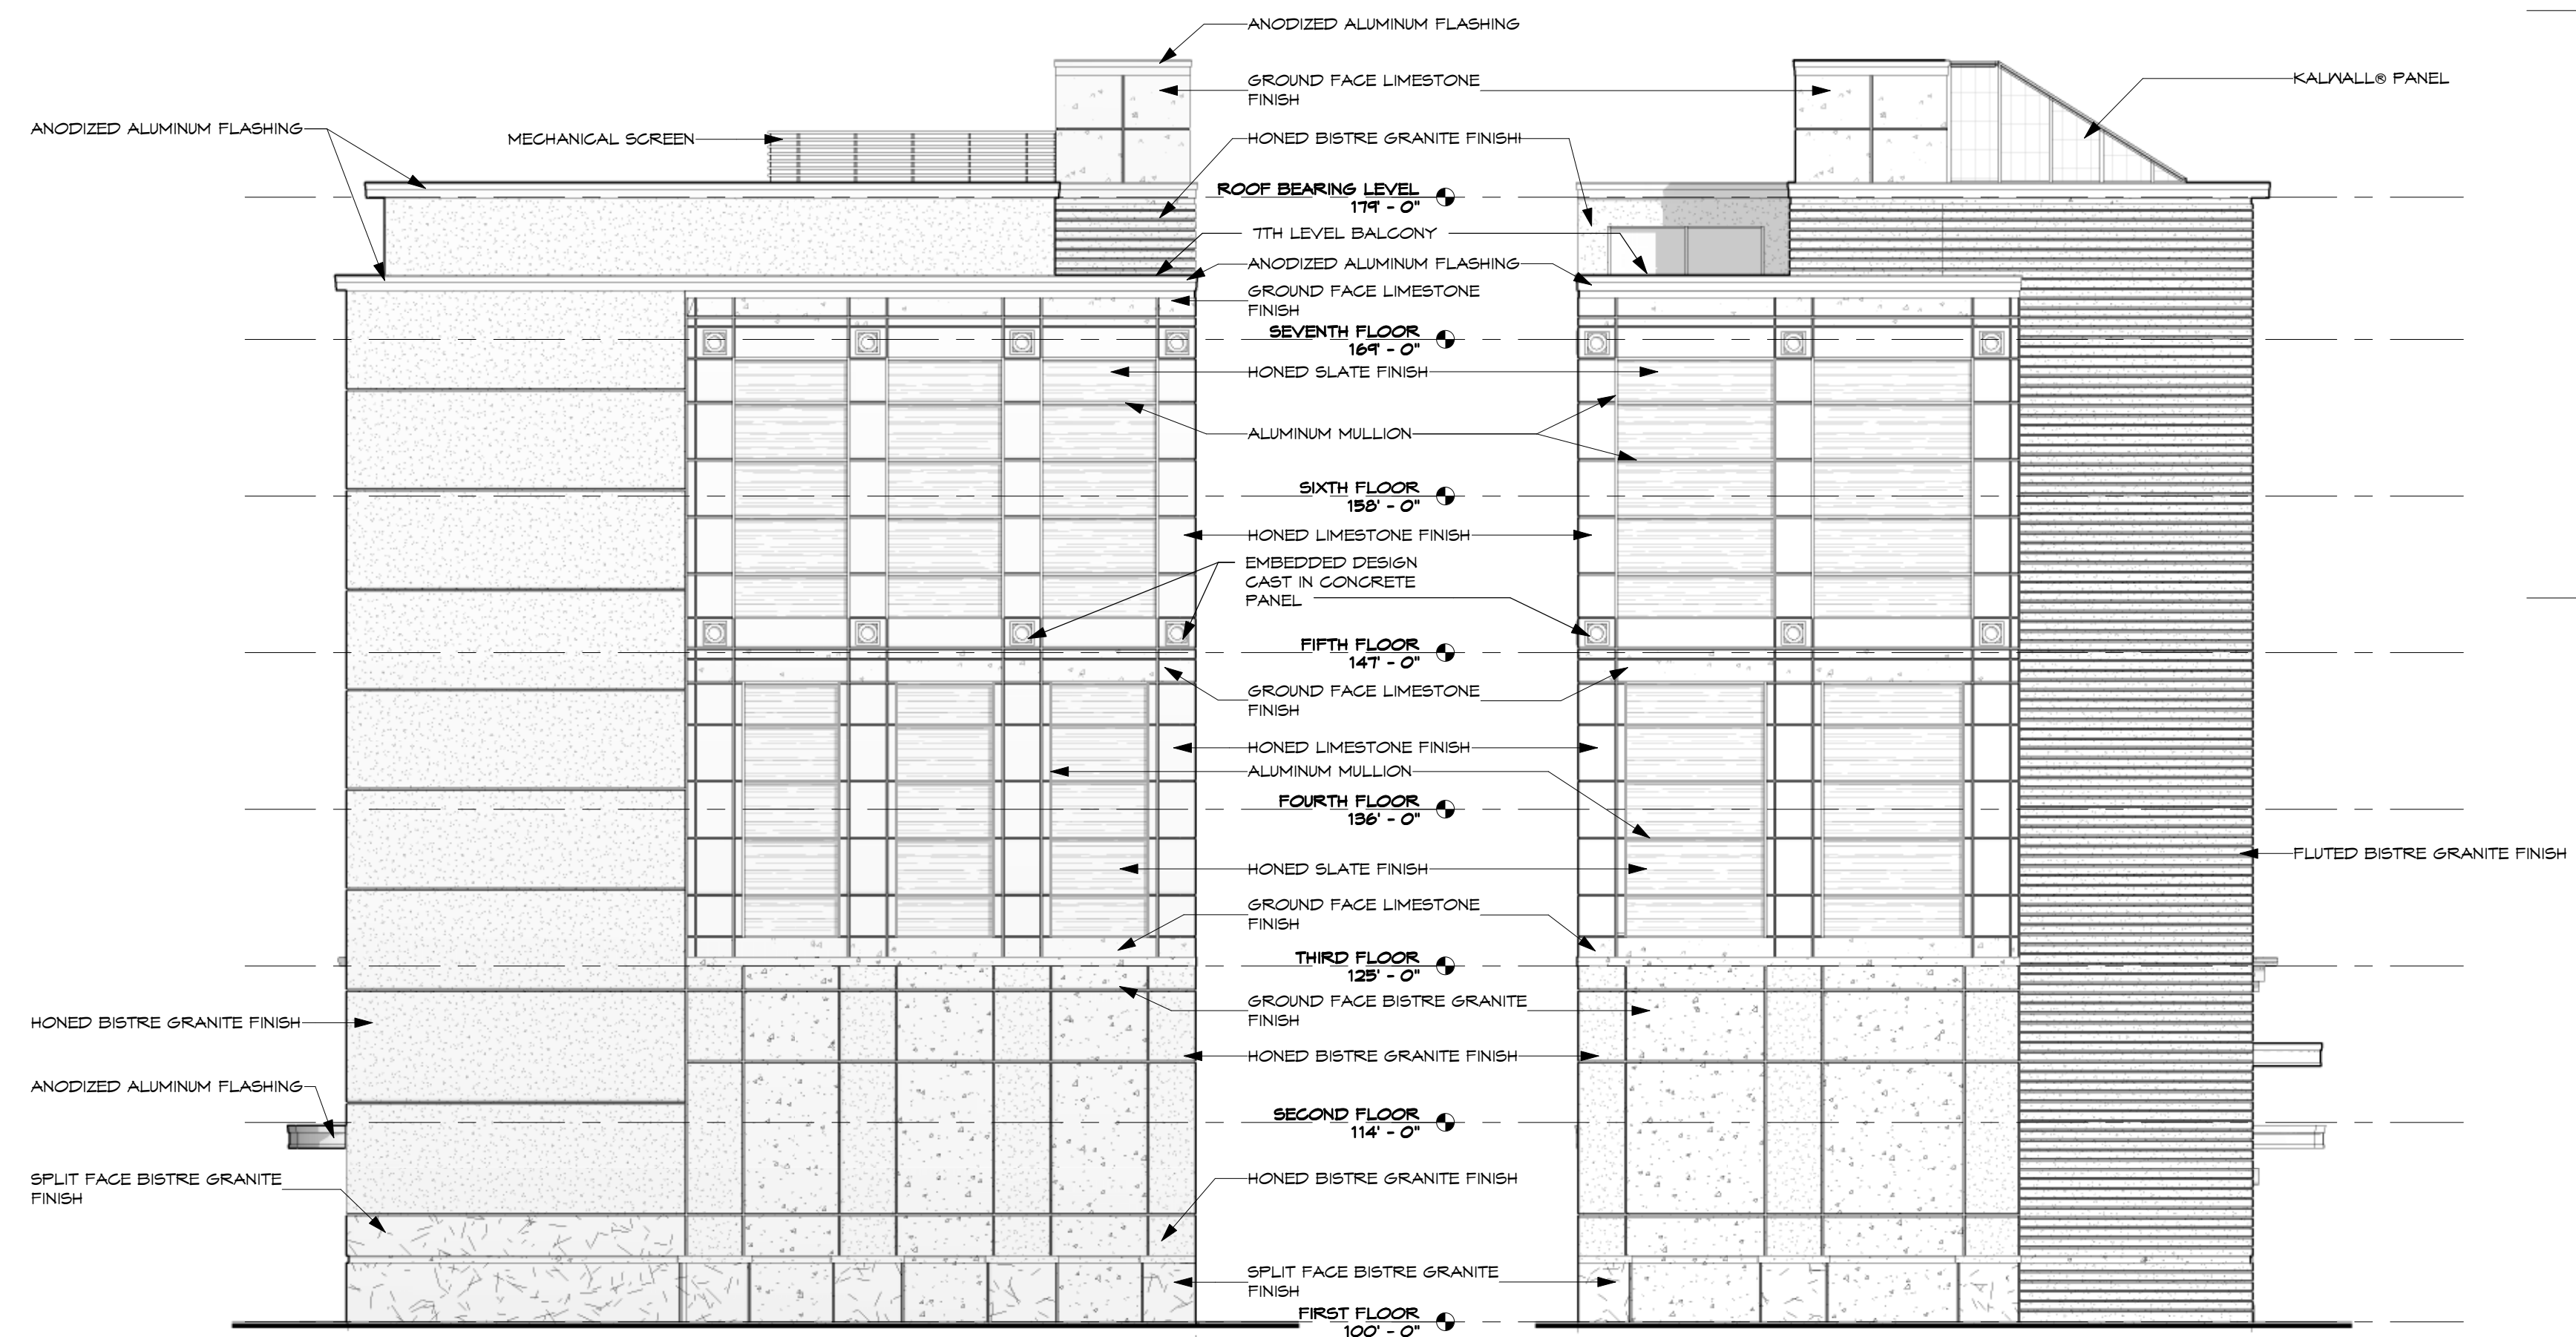 ANODIZED ALUMINUM FLASHING
GROUND FACE LIMESTONE
FINISH
KALWALL® PANEL
ANODIZED ALUMINUM FLASHING
MECHANICAL SCREEN
HONED BISTRE GRANITE FINISH
ROOF BEARING LEVEL
179' - 0"
7TH LEVEL BALCONY
ANODIZED ALUMINUM FLASHING
GROUND FACE LIMESTONE
FINISH
SEVENTH FLOOR
169' - 0"
HONED SLATE FINISH
ALUMINUM MULLION
SIXTH FLOOR
158' - 0"
HONED LIMESTONE FINISH
EMBEDDED DESIGN
CAST IN CONCRETE
PANEL
FIFTH FLOOR
147' - 0"
GROUND FACE LIMESTONE
FINISH
HONED LIMESTONE FINISH
ALUMINUM MULLION
FOURTH FLOOR
136' - 0"
FLUTED BISTRE GRANITE FINISH
HONED SLATE FINISH
GROUND FACE LIMESTONE
FINISH
THIRD FLOOR
125' - 0"
GROUND FACE BISTRE GRANITE
FINISH
HONED BISTRE GRANITE FINISH
HONED BISTRE GRANITE FINISH
ANODIZED ALUMINUM FLASHING
SECOND FLOOR
114' - 0"
SPLIT FACE BISTRE GRANITE
FINISH
HONED BISTRE GRANITE FINISH
SPLIT FACE BISTRE GRANITE
FINISH
FIRST FLOOR
100' - 0"